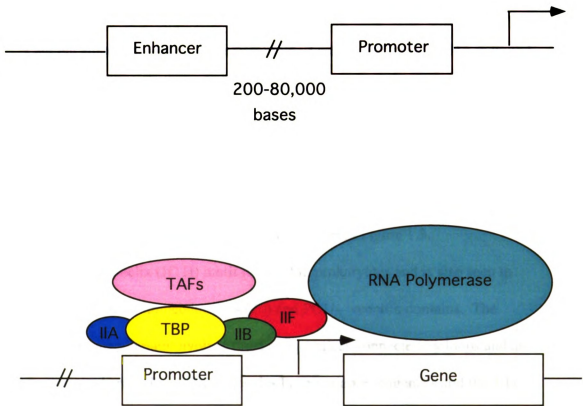 Enhancer
Promoter
200-80,000
bases
TAFs
RNA Polymerase
IIA
TBP
IIB
IIF
Promoter
Gene